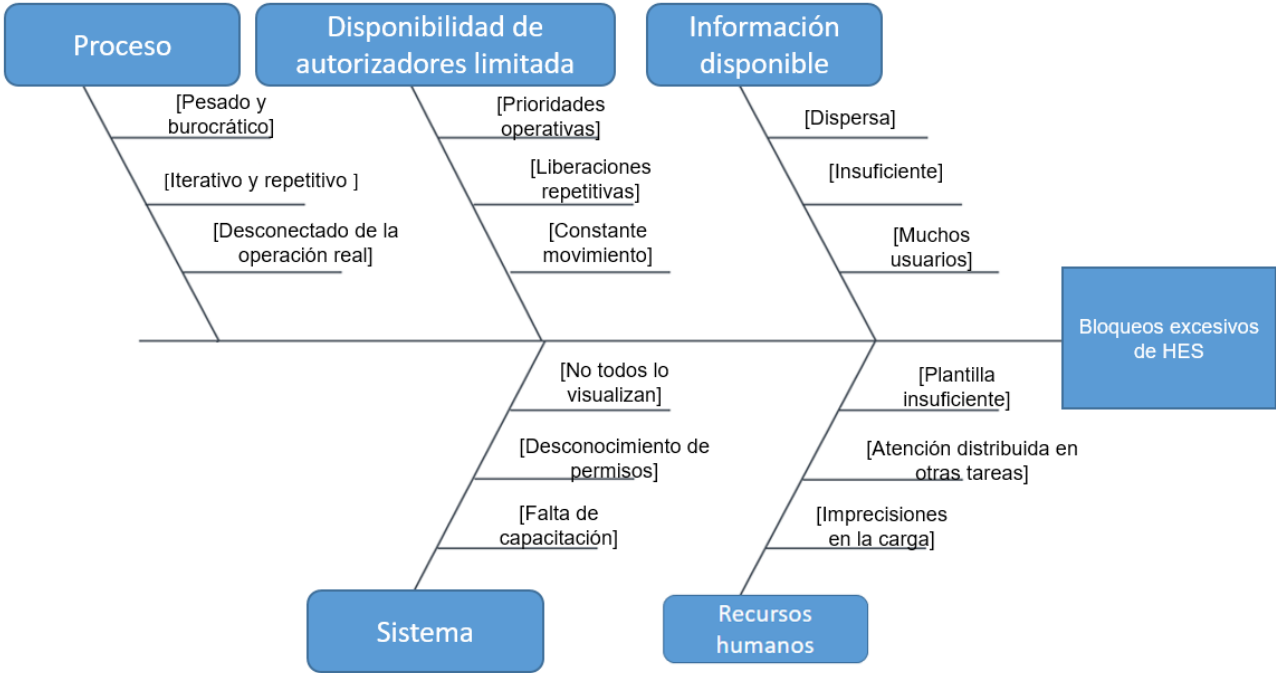 Proceso
Disponibilidad de
autorizadores limitada
Información
disponible
[Pesado y
burocrático]
[Iterativo y repetitivo ]
[Desconectado de la
operación real]
[Prioridades
operativas]
[Liberaciones
repetitivas]
[Constante
movimiento]
[Dispersa]
[Insuficiente]
[Muchos
usuarios]
Bloqueos excesivos
de HES
[No todos lo
visualizan]
[Desconocimiento de
permisos]
[Falta de
capacitación]
[Plantilla
insuficiente]
[Atención distribuida en
otras tareas]
[Imprecisiones
en la carga]
Sistema
Recursos
humanos